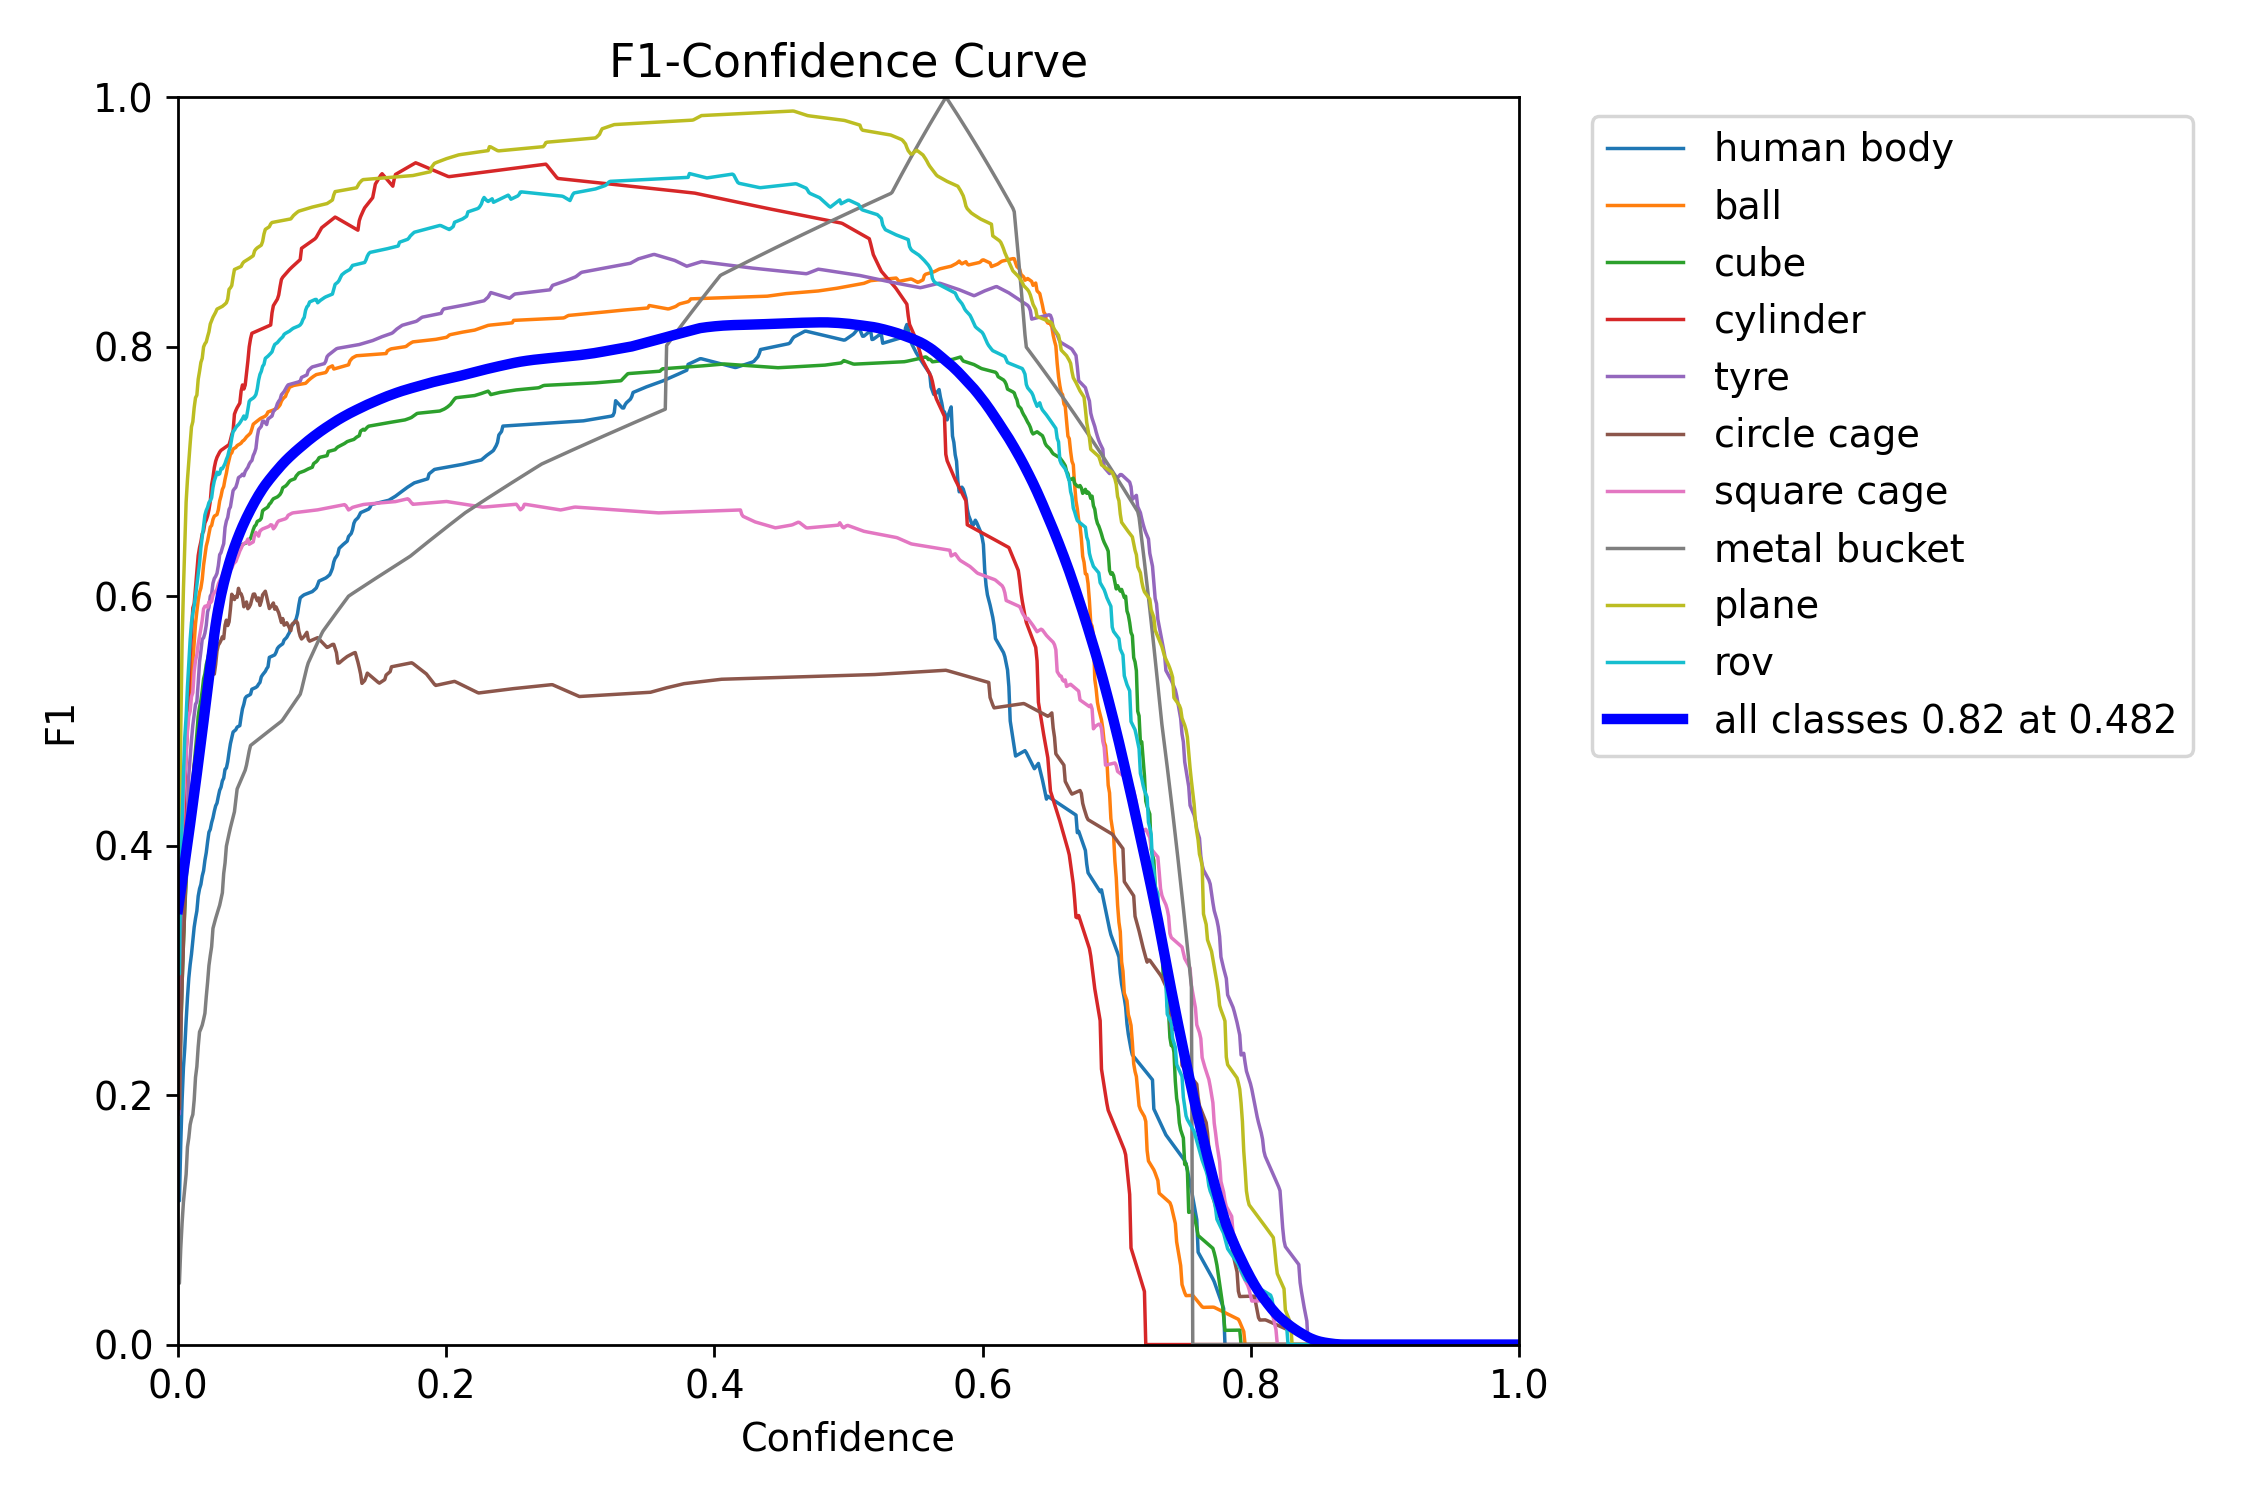 F1-Confidence Curve
1.0
0.8
0.6
0.4
0.2
0.0
F1
0.0 0.2 0.4 0.6 0.8 1.0
Confidence
human body
ball
cube
cylinder
tyre
circle cage
square cage
metal bucket
plane
rov
all classes 0.82 at 0.482